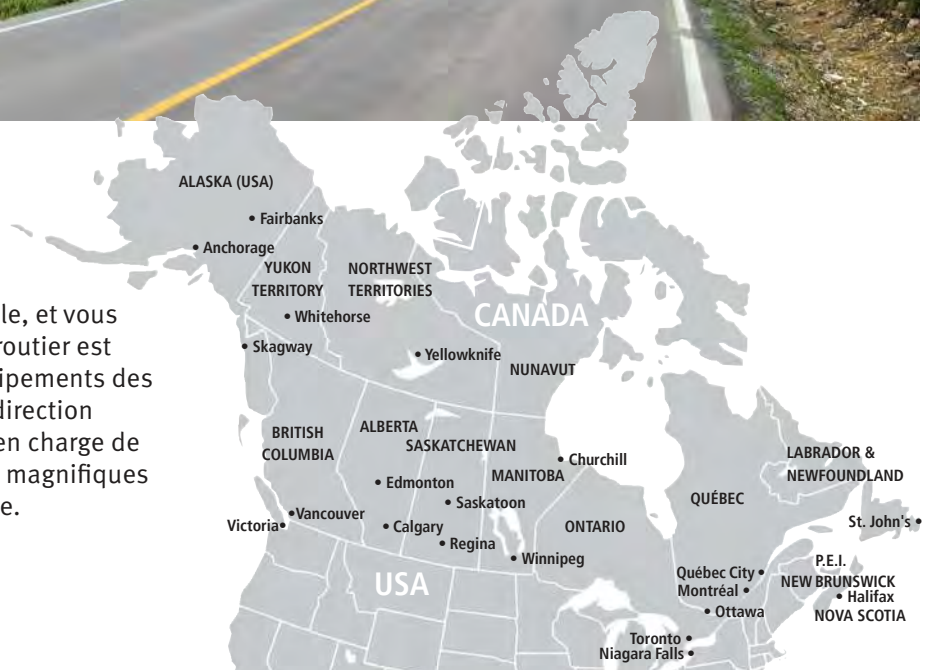 ALASKA (USA)
• Fairbanks
• Anchorage
YUKON
TERRITORY
NORTHWEST
TERRITORIES
• Whitehorse
CANADA
• Skagway
• Yellowknife
NUNAVUT
le, et vous
routier est
ipements des
direction
en charge de
magnifiques
e.
BRITISH
COLUMBIA
ALBERTA
SASKATCHEWAN
MANITOBA
• Churchill
• Edmonton
• Saskatoon
•Vancouver
Victoria•
• Calgary
• Regina
• Winnipeg
ONTARIO
QUÉBEC
LABRADOR &
NEWFOUNDLAND
St. John's •
USA
P.E.I.
Québec City •
NEW BRUNSWICK
Montréal •
• Halifax
• Ottawa
NOVA SCOTIA
Toronto •
Niagara Falls •